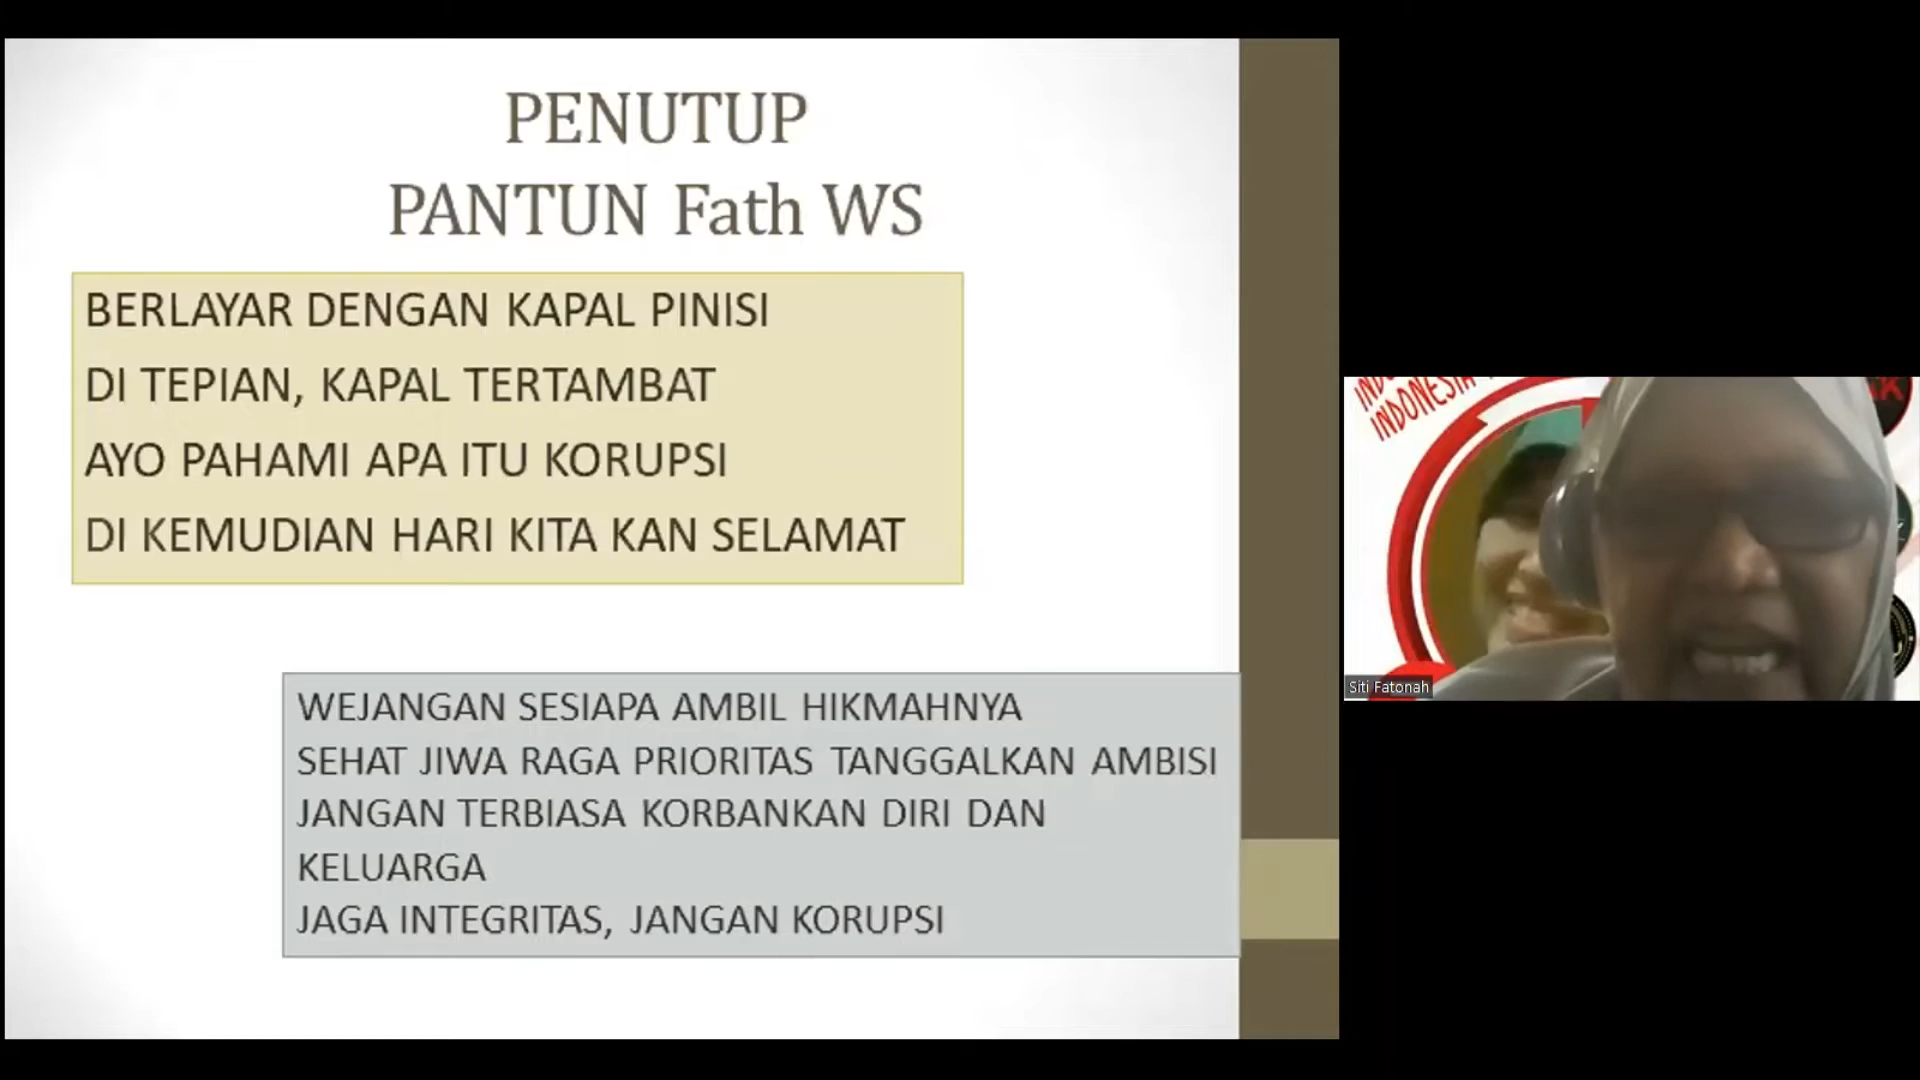 PENUTUP
PANTUN Fath WS
BERLAYAR DENGAN KAPAL PINISI
DI TEPIAN, KAPAL TERTAMBAT
AYO PAHAMI APA ITU KORUPSI
DI KEMUDIAN HARI KITA KAN SELAMAT
WEJANGAN SESIAPA AMBIL HIKMAHNYA
SEHAT JIWA RAGA PRIORITAS TANGGALKAN AMBISI
JANGAN TERBIASA KORBANKAN DIRI DAN
KELUARGA
JAGA INTEGRITAS, JANGAN KORUPSI
INDONESIA
Siti Fatonah